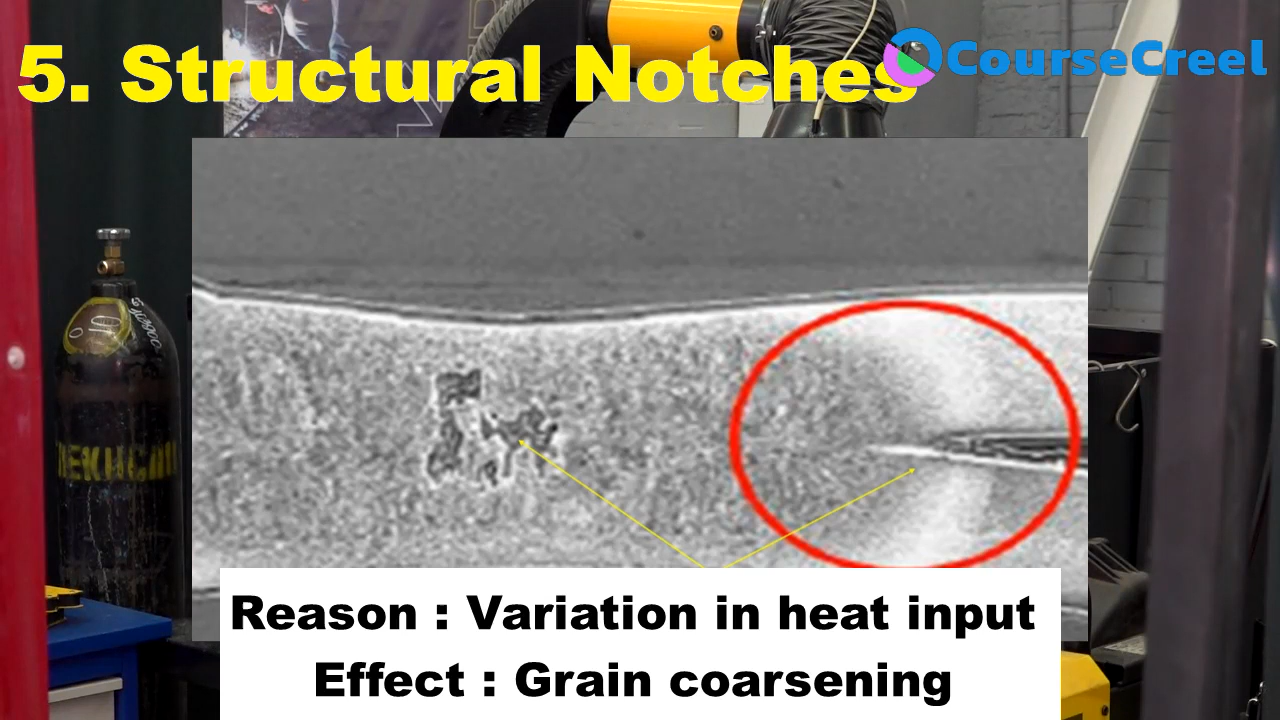 5. Structural Notches
CourseCreel
Reason : Variation in heat input
Effect : Grain coarsening